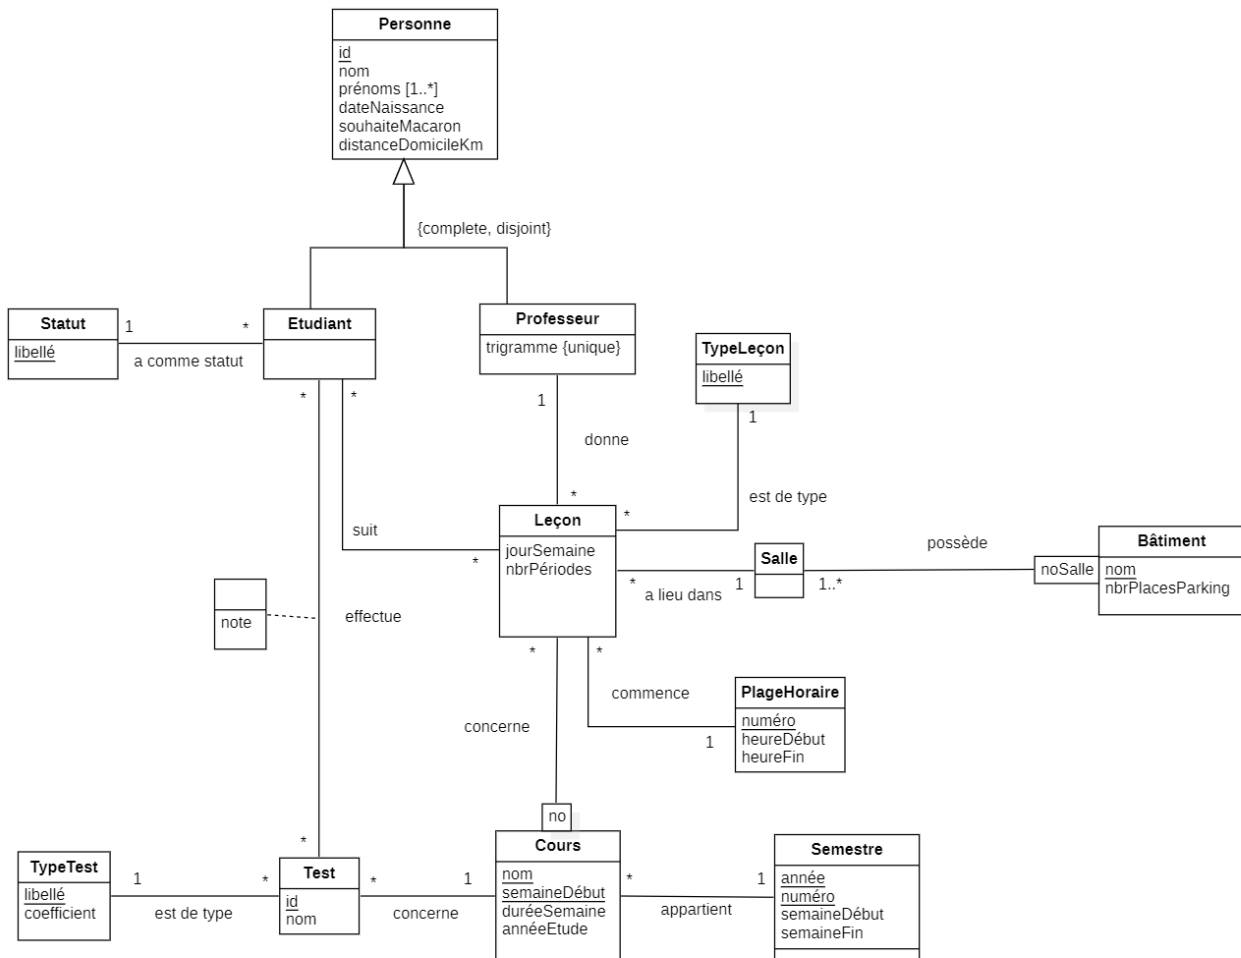 Personne
id
nom
prénoms [1..*]
dateNaissance
souhaiteMacaron
distanceDomicileKm
{complete, disjoint}
Statut
libellé
1
*
a comme statut
Etudiant
*
*
Professeur
trigramme {unique}
1
donne
*
TypeLeçon
libellé
1
est de type
*
suit
*
Leçon
jourSemaine
nbrPériodes
*
a lieu dans
1
Salle
1..*
possède
noSalle
Bâtiment
nom
nbrPlacesParking
note
effectue
*
*
commence
1
PlageHoraire
numéro
heureDébut
heureFin
concerne
no
Cours
nom
semaineDébut
duréeSemaine
annéeEtude
*
TypeTest
libellé
coefficient
1
*
est de type
Test
id
nom
*
1
concerne
*
1
appartient
Semestre
année
numéro
semaineDébut
semaineFin